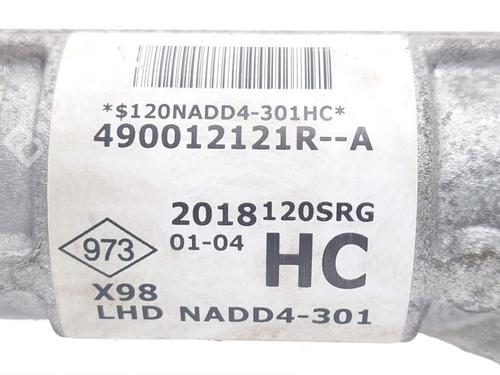 *$120NADD4-301HC*
490012121R--A
2018 120SRG
01-04 HC
973
X98
LHD NADD4-301